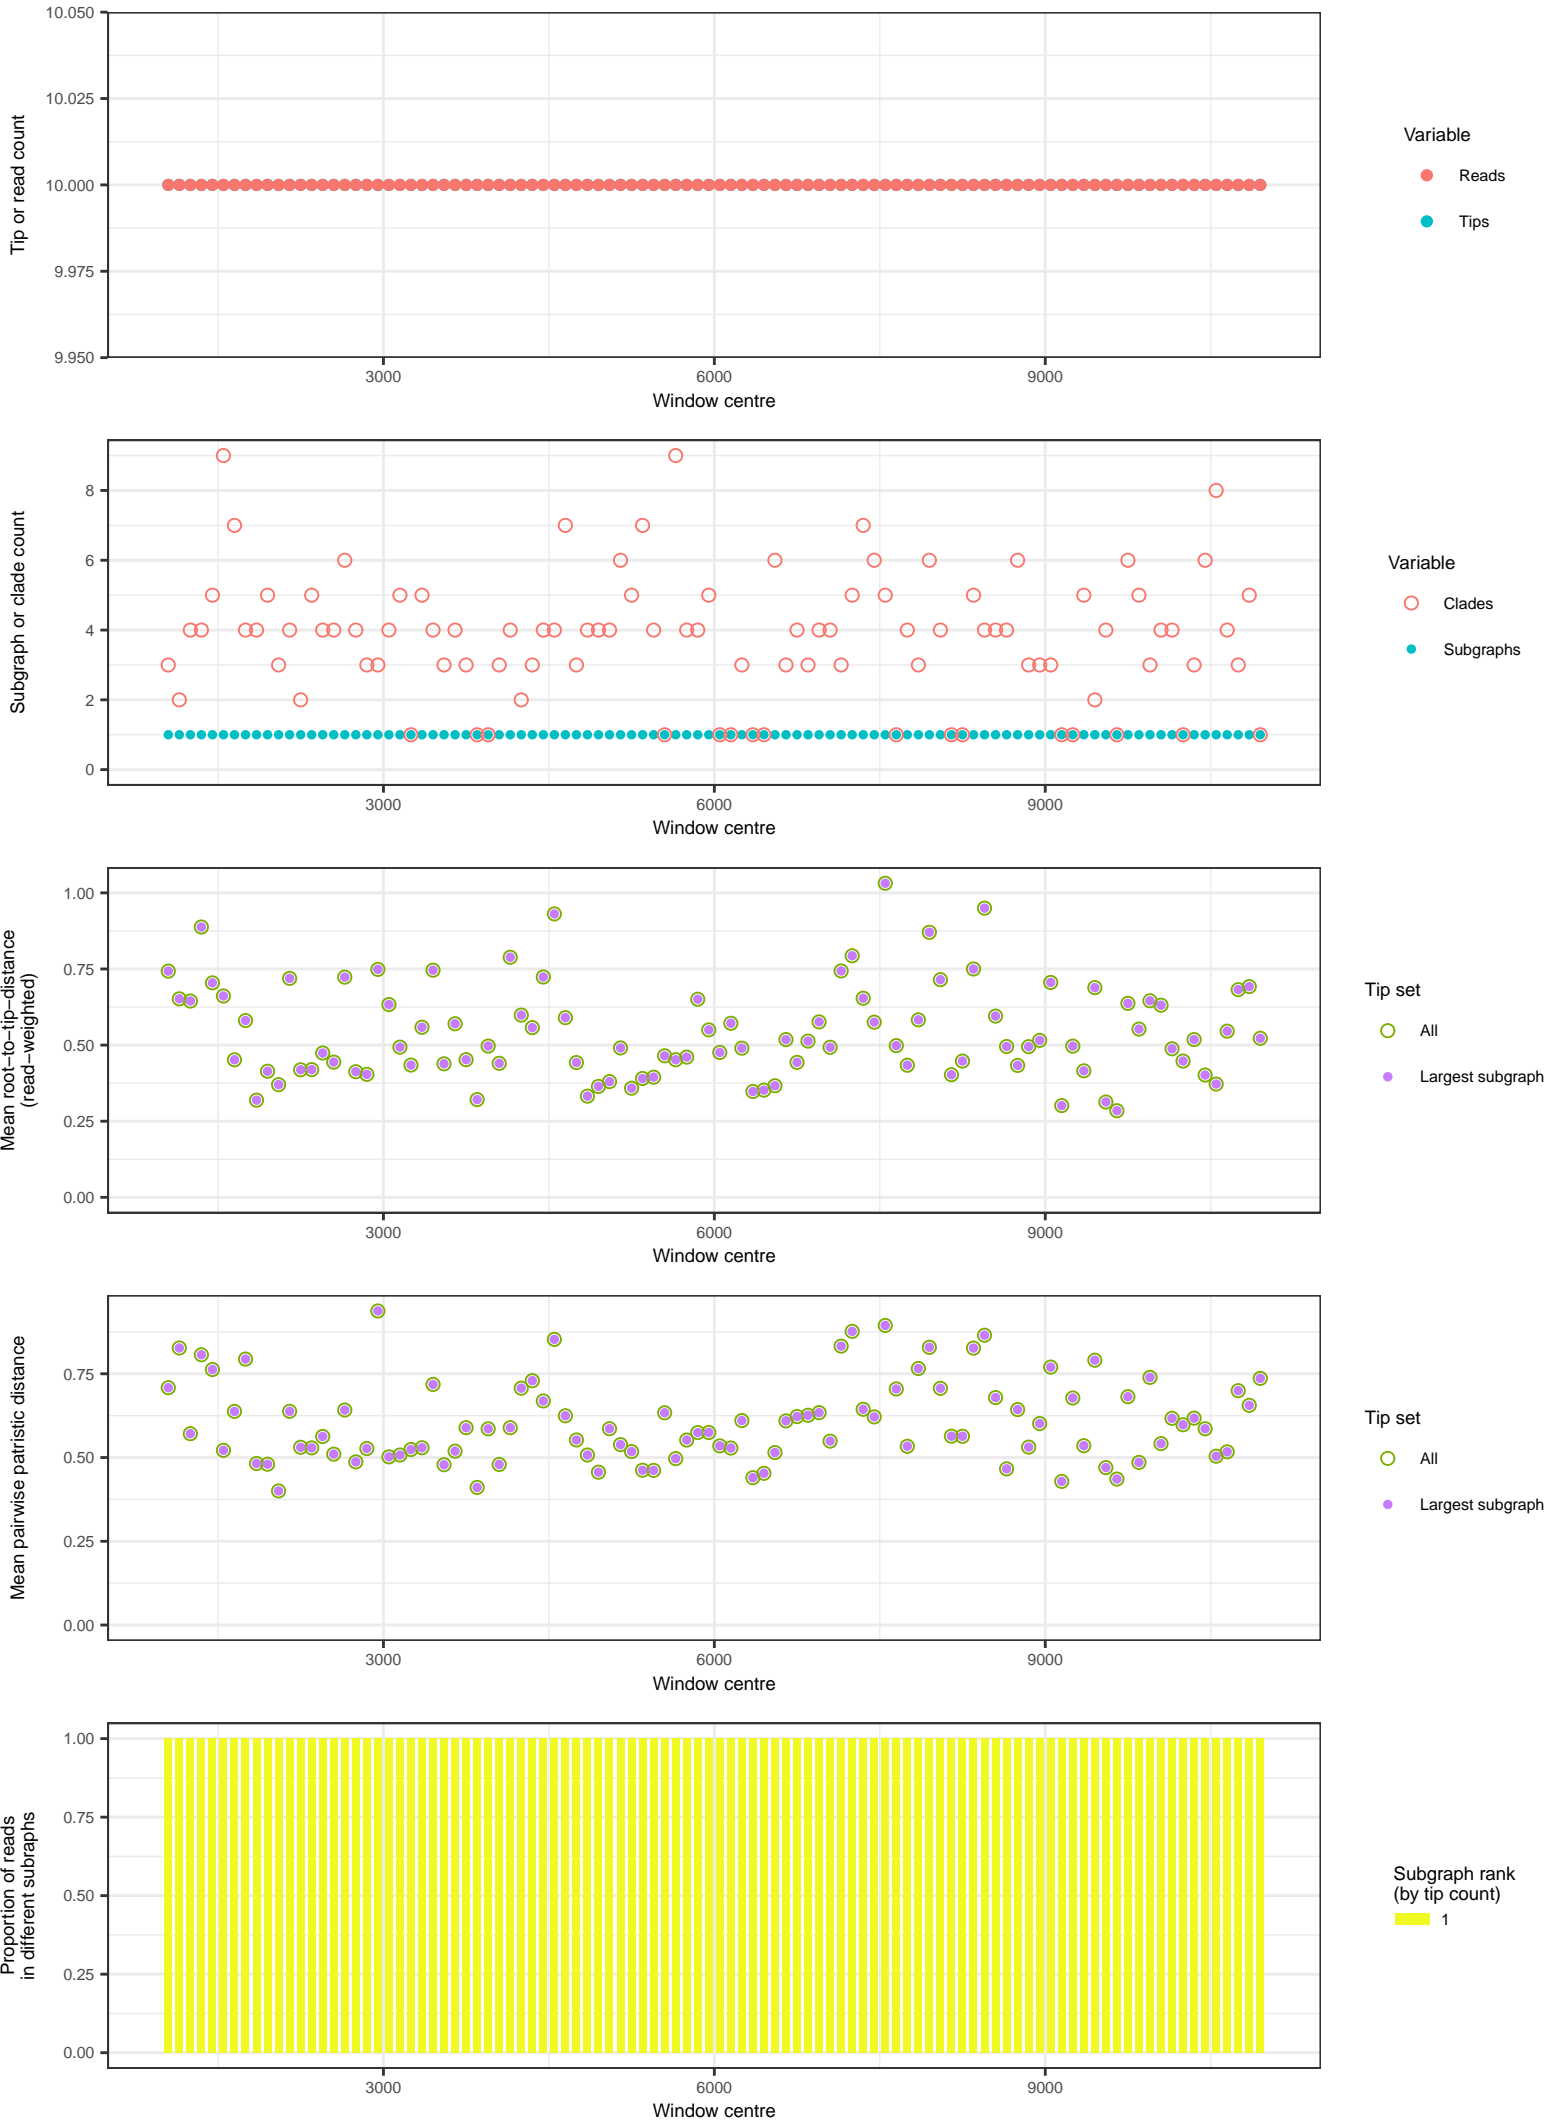 10.050
10.025
10.000
9.975
9.950
Tip or read count
3000 6000 9000
Window centre
Variable
Reads
Tips
8
6
4
2
0
Subgraph or clade count
3000 6000 9000
Window centre
Variable
Clades
Subgraphs
1.00
0.75
0.50
0.25
0.00
Mean root−to−tip−distance
(read−weighted)
3000 6000 9000
Window centre
Tip set
All
Largest subgraph
0.75
0.50
0.25
0.00
Mean pairwise patristic distance
3000 6000 9000
Window centre
Tip set
All
Largest subgraph
1.00
0.75
0.50
0.25
0.00
Proportion of reads
in different subraphs
3000 6000 9000
Window centre
Subgraph rank
(by tip count)
1